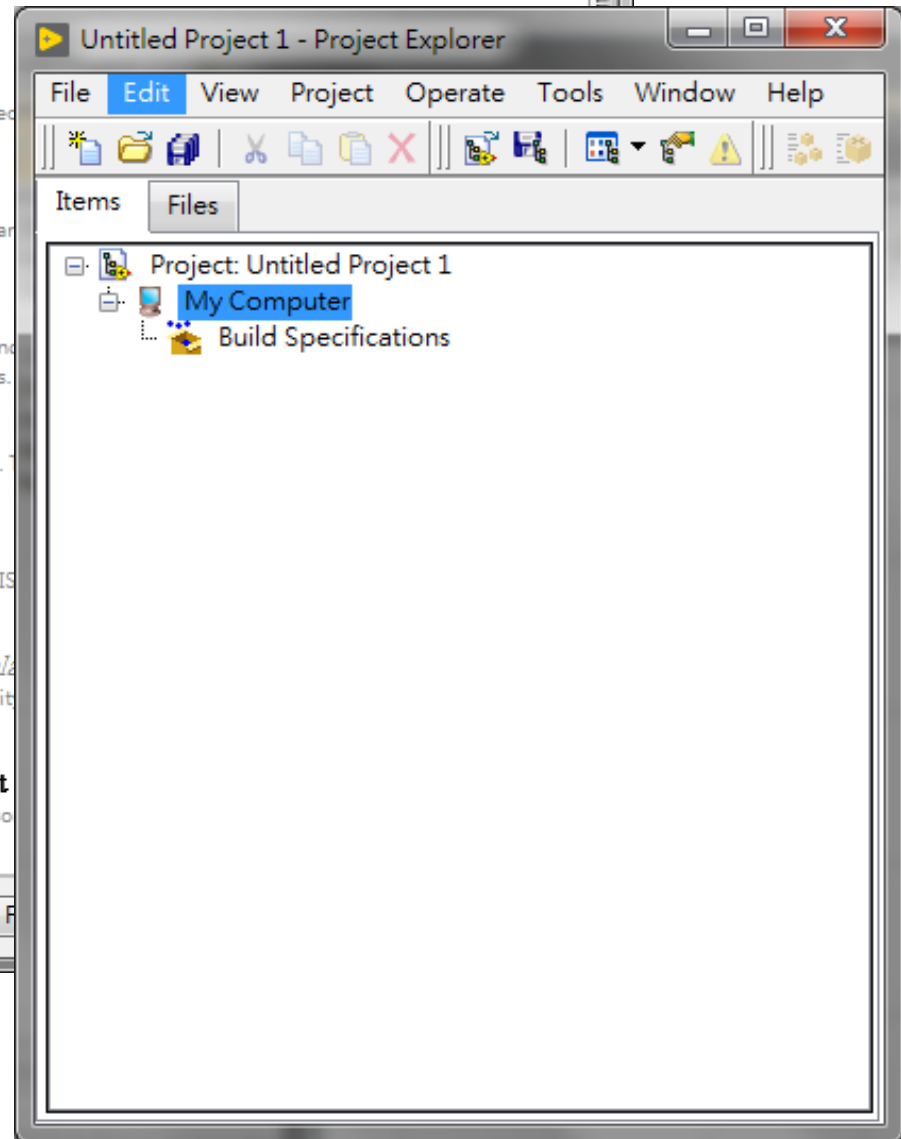 Untitled Project 1 - Project Explorer
File Edit View Project Operate Tools Window Help
Items Files
Project: Untitled Project 1
My Computer
Build Specifications